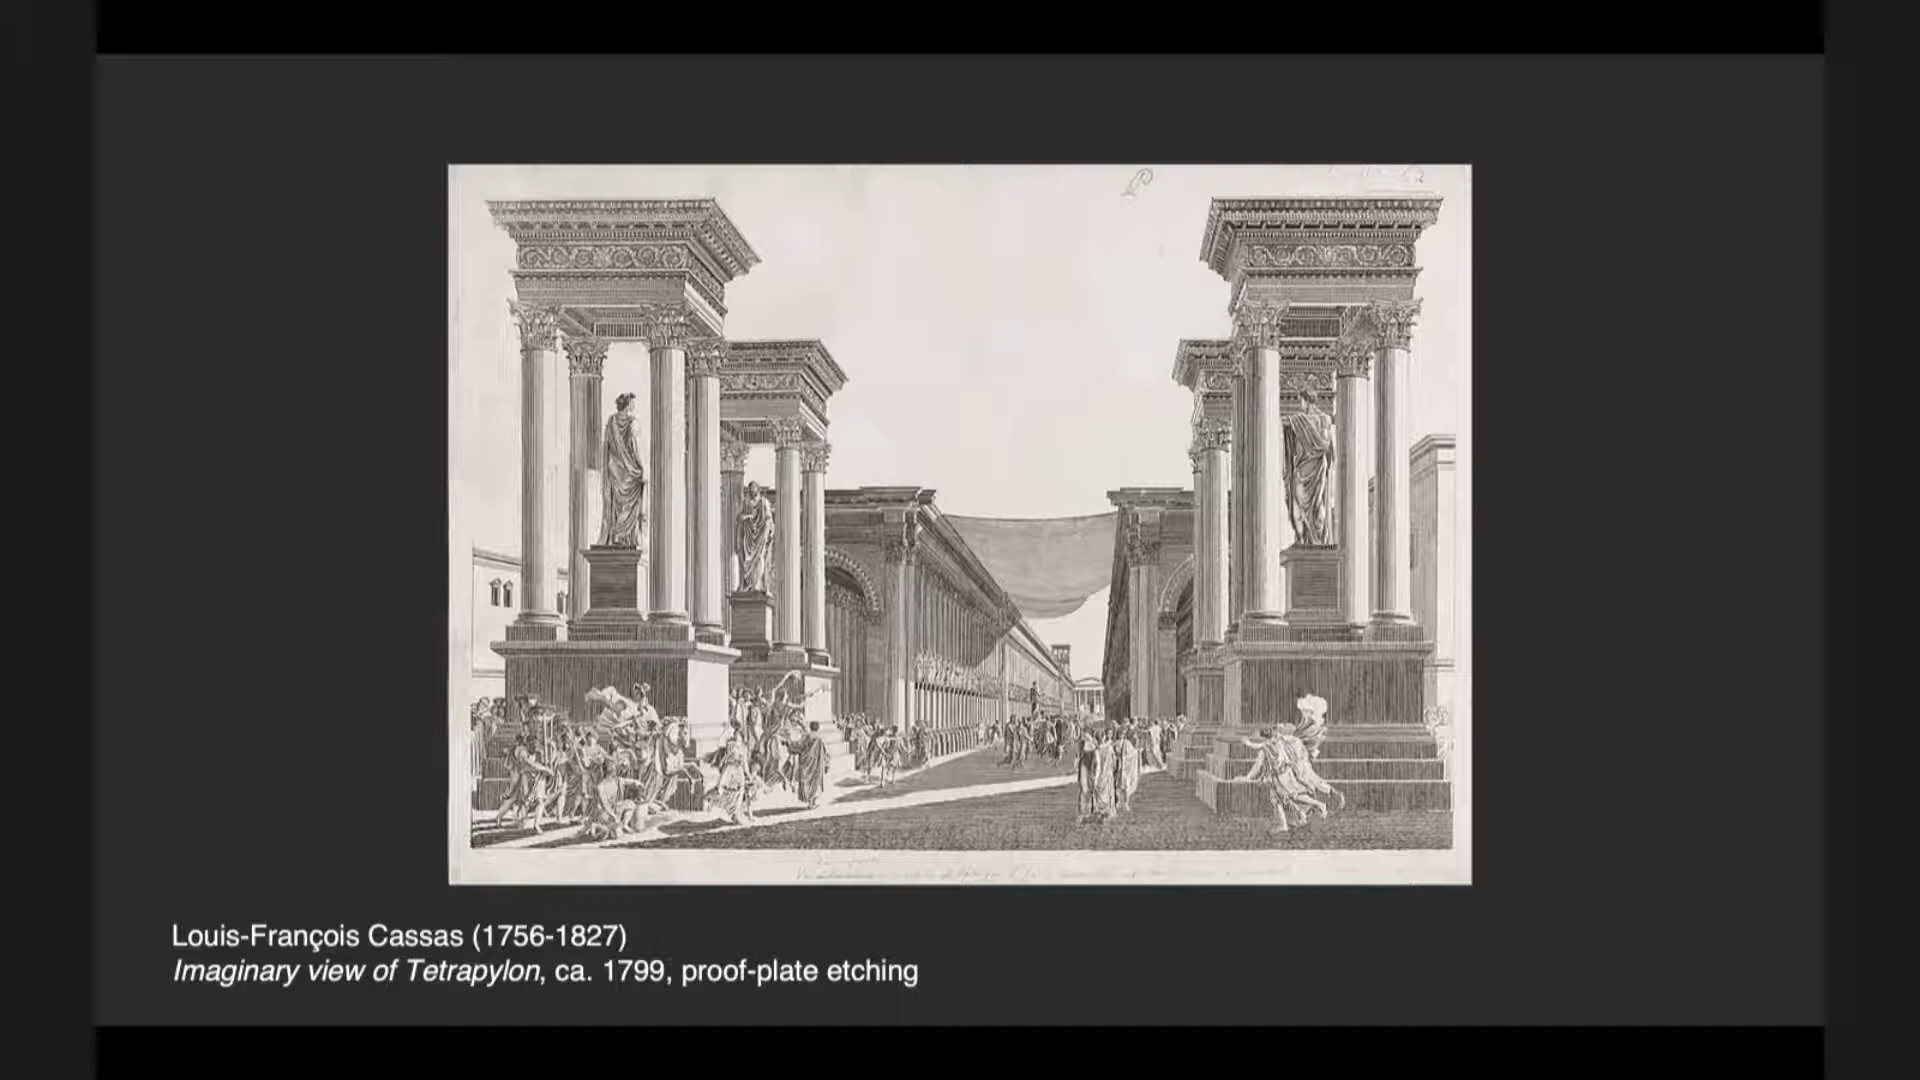 Louis-François Cassas (1756-1827)
Imaginary view of Tetrapylon, ca. 1799, proof-plate etching